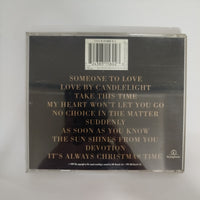 SOMEONE TO LOVE
LOVE BY CANDLELIGHT
TAKE THIS TIME
MY HEART WON'T LET YOU GO
NO CHOICE IN THE MATTER
SUDDENLY
AS SOON AS YOU KNOW
THE SUN SHINES FROM YOU
DEVOTION
IT'S ALWAYS CHRISTMAS TIME